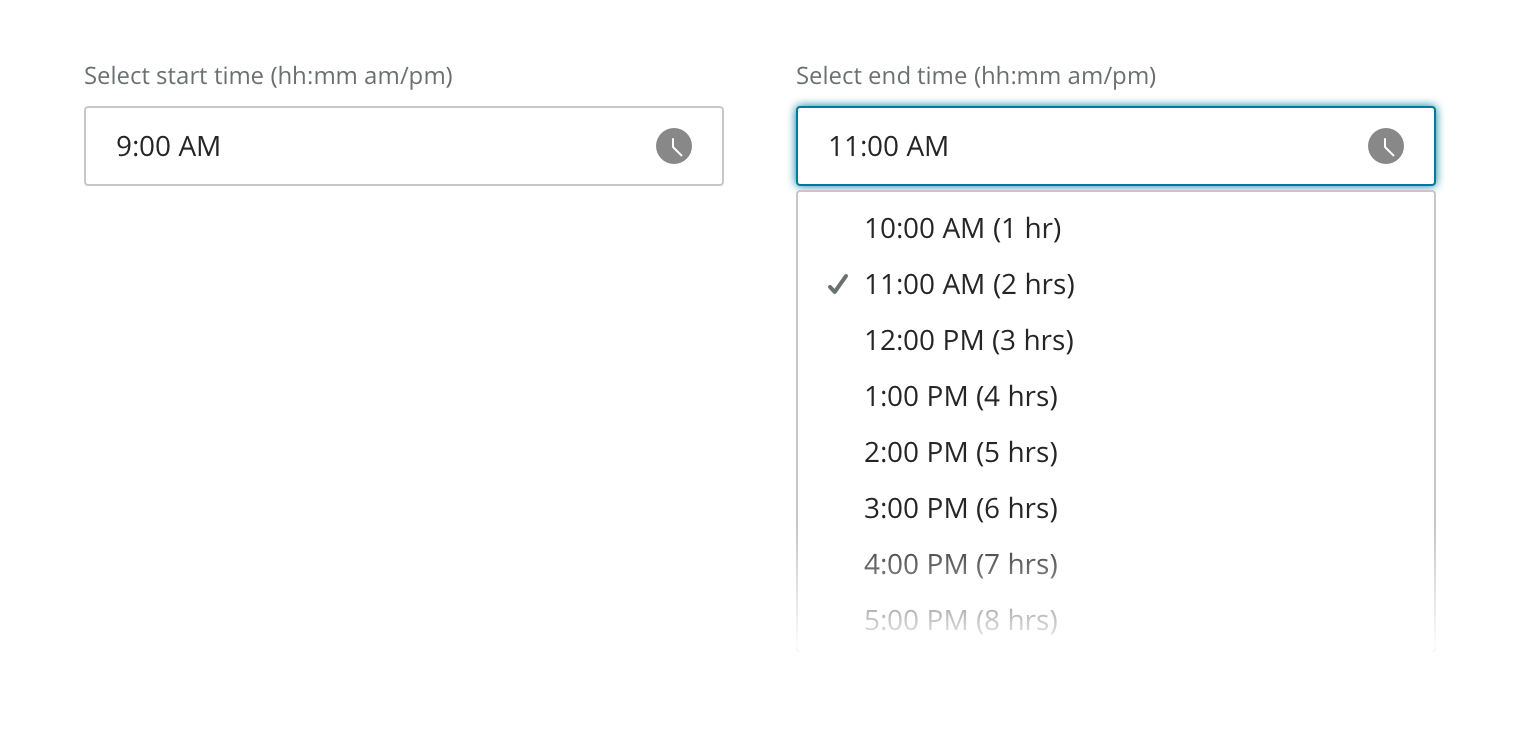 Select start time (hh:mm am/pm)
9:00 AM
Select end time (hh:mm am/pm)
11:00 AM
10:00 AM (1 hr)
11:00 AM (2 hrs)
12:00 PM (3 hrs)
1:00 PM (4 hrs)
2:00 PM (5 hrs)
3:00 PM (6 hrs)
4:00 PM (7 hrs)
5:00 PM (8 hrs)